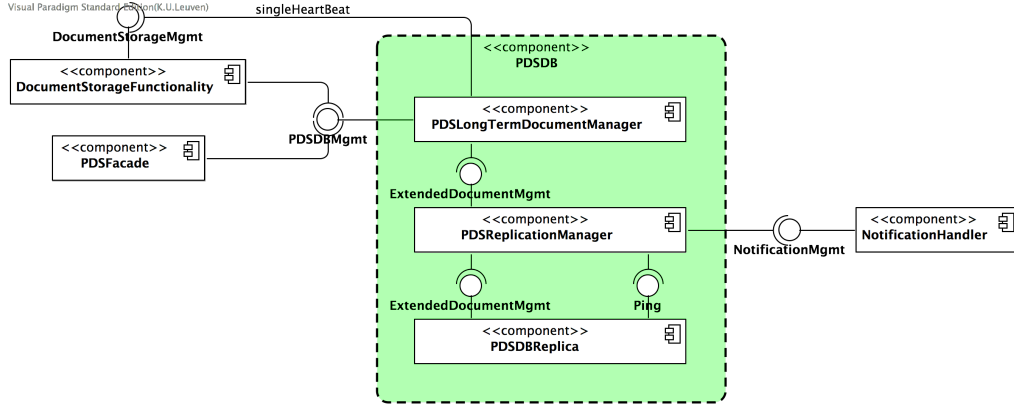 Visual Paradigm Standard Edition(K.U.Leuven)
singleHeartBeat
DocumentStorageMgmt
<<component>>
PDSDB
<<component>>
DocumentStorageFunctionality
<<component>>
PDSLongTermDocumentManager
PDSDBMgmt
<<component>>
PDSFacade
ExtendedDocumentMgmt
<<component>>
PDSReplicationManager
<<component>>
NotificationHandler
NotificationMgmt
ExtendedDocumentMgmt
Ping
<<component>>
PDSDBReplica